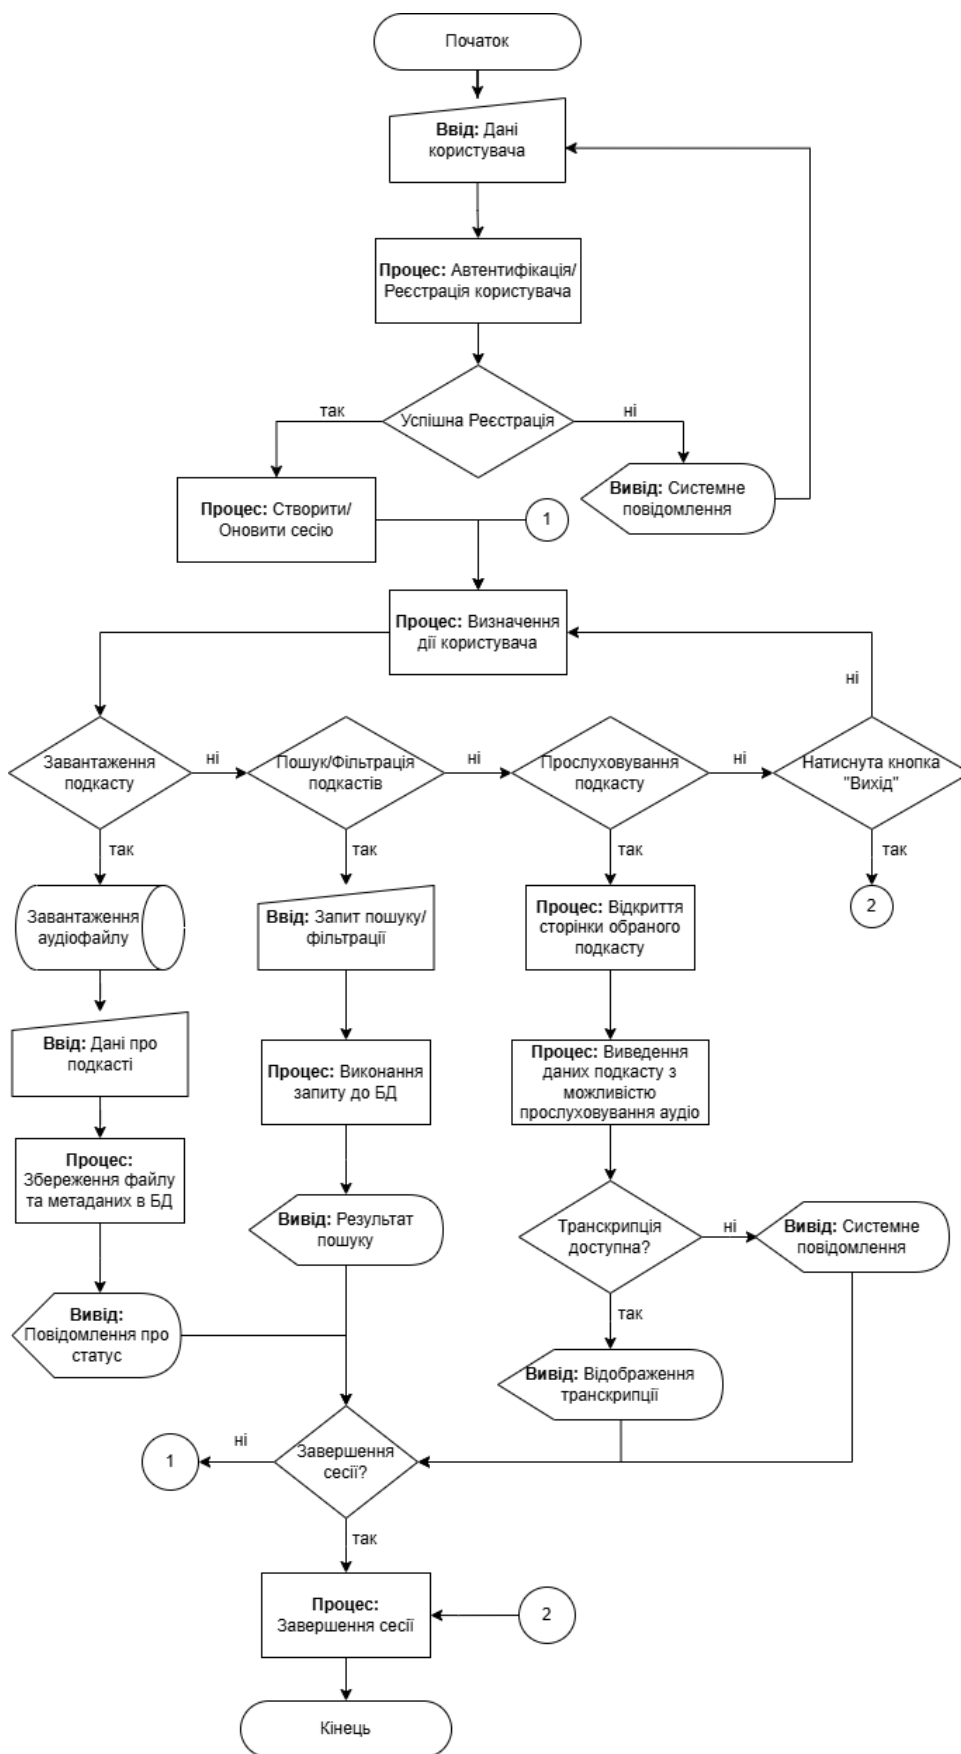 Початок
Ввід: Дані
користувача
Процес: Автентифікація/
Реєстрація користувача
так
Успішна Реєстрація
ні
Процес: Створити/
Оновити сесію
1
Вивід: Системне
повідомлення
Процес: Визначення
дії користувача
ні
Завантаження
подкасту
ні
Пошук/Фільтрація
подкастів
ні
Прослуховування
подкасту
ні
Натиснута кнопка
"Вихід"
так
так
так
так
Завантаження
аудіофайлу
Ввід: Запит пошуку/
фільтрації
Процес: Відкриття
сторінки обраного
подкасту
2
Ввід: Дані про
подкасті
Процес: Виконання
запиту до БД
Процес: Виведення
даних подкасту з
можливістю
прослуховування аудіо
Процес:
Збереження файлу
та метаданих в БД
Вивід: Результат
пошуку
Транскрипція
доступна?
ні
Вивід: Системне
повідомлення
так
Вивід:
Повідомлення про
статус
Вивід: Відображення
транскрипції
1
ні
Завершення
сесії?
так
Процес:
Завершення сесії
2
Кінець